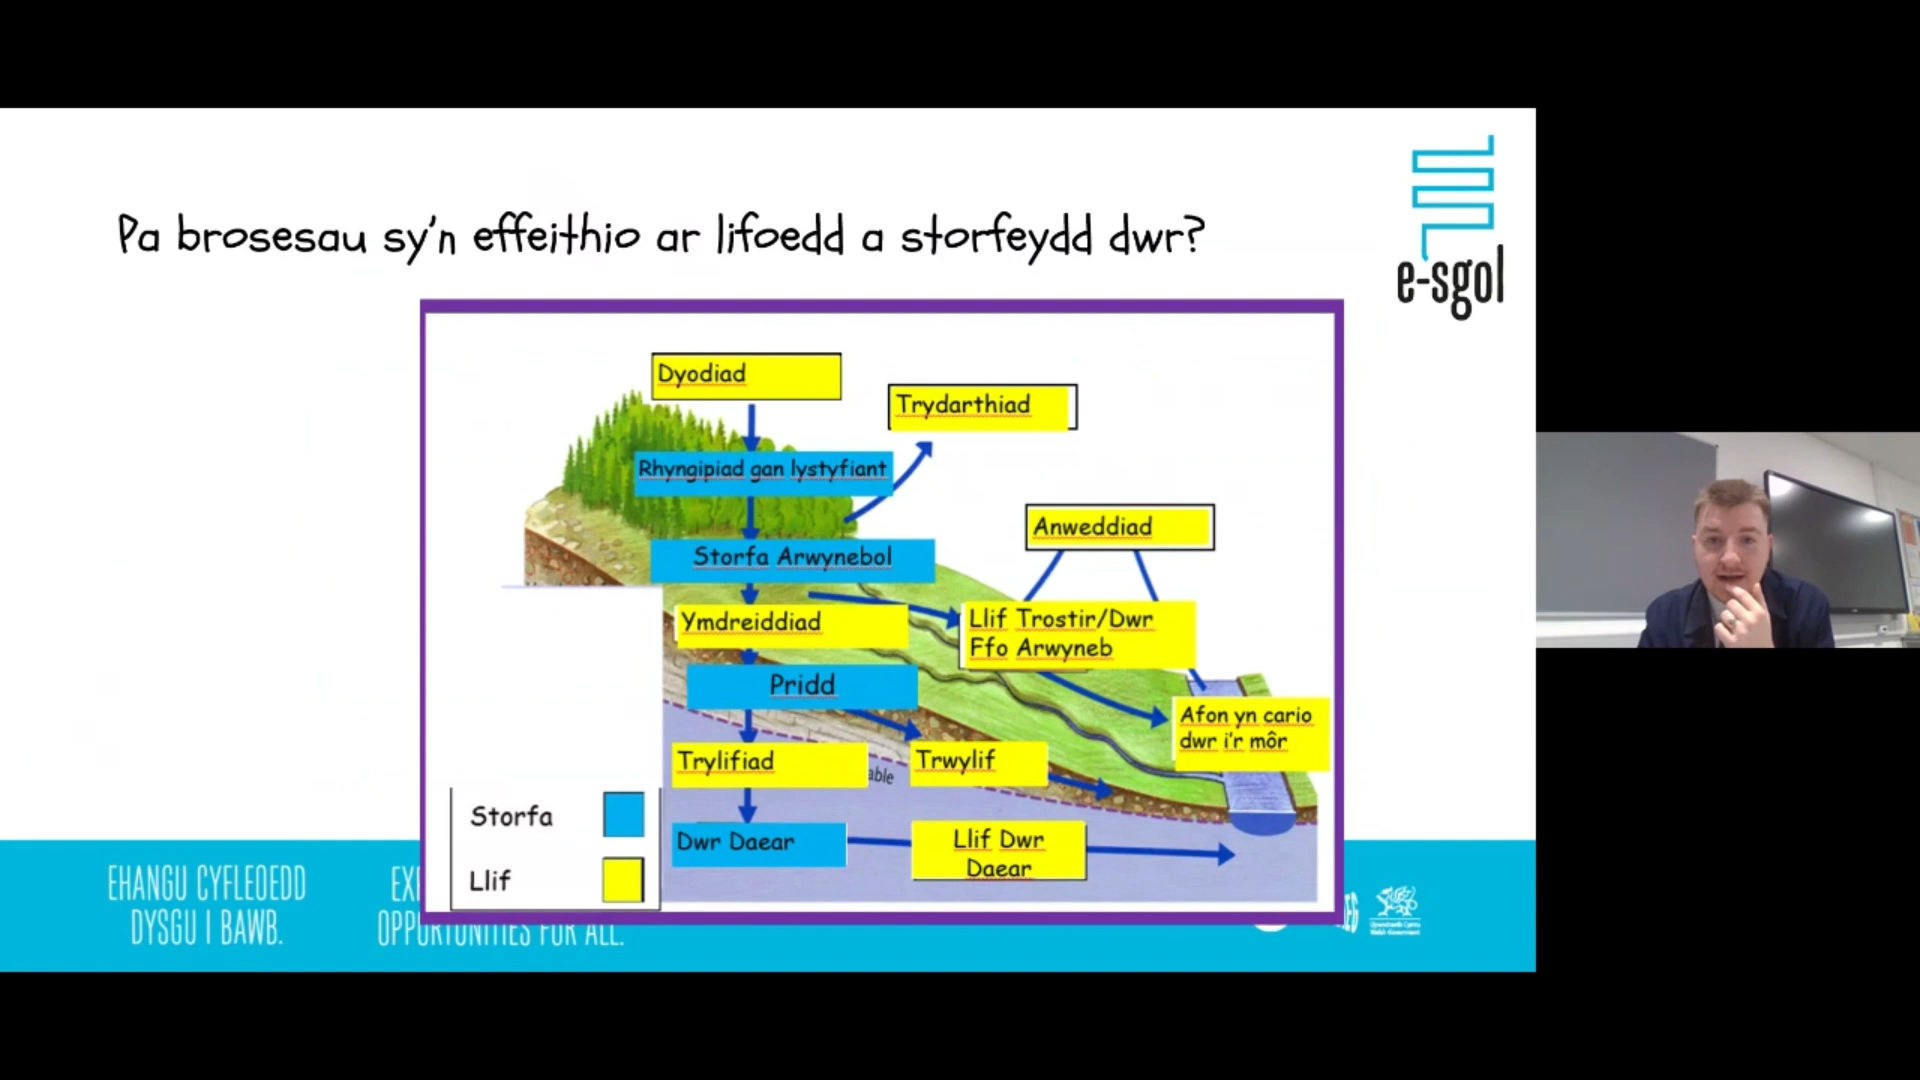 Pa brosesau sy'n effeithio ar lifoedd a storfeydd dwr?
e-sgol
Dyodiad
Trydarthiad
Rhyngipiad gan lystyfiant
Anweddiad
Storfa Arwynebol
Ymdreiddiad
Llif Trostir/Dwr
Ffo Arwyneb
Pridd
Afon yn cario
dwr i'r môr
Trylifiad
able
Trwylif
Dwr Daear
Llif Dwr
Daear
Storfa
Llif
EHANGU CYFLEOEDD
DYSGU I BAWB.
OPPORTUNITIES FOR ALL.